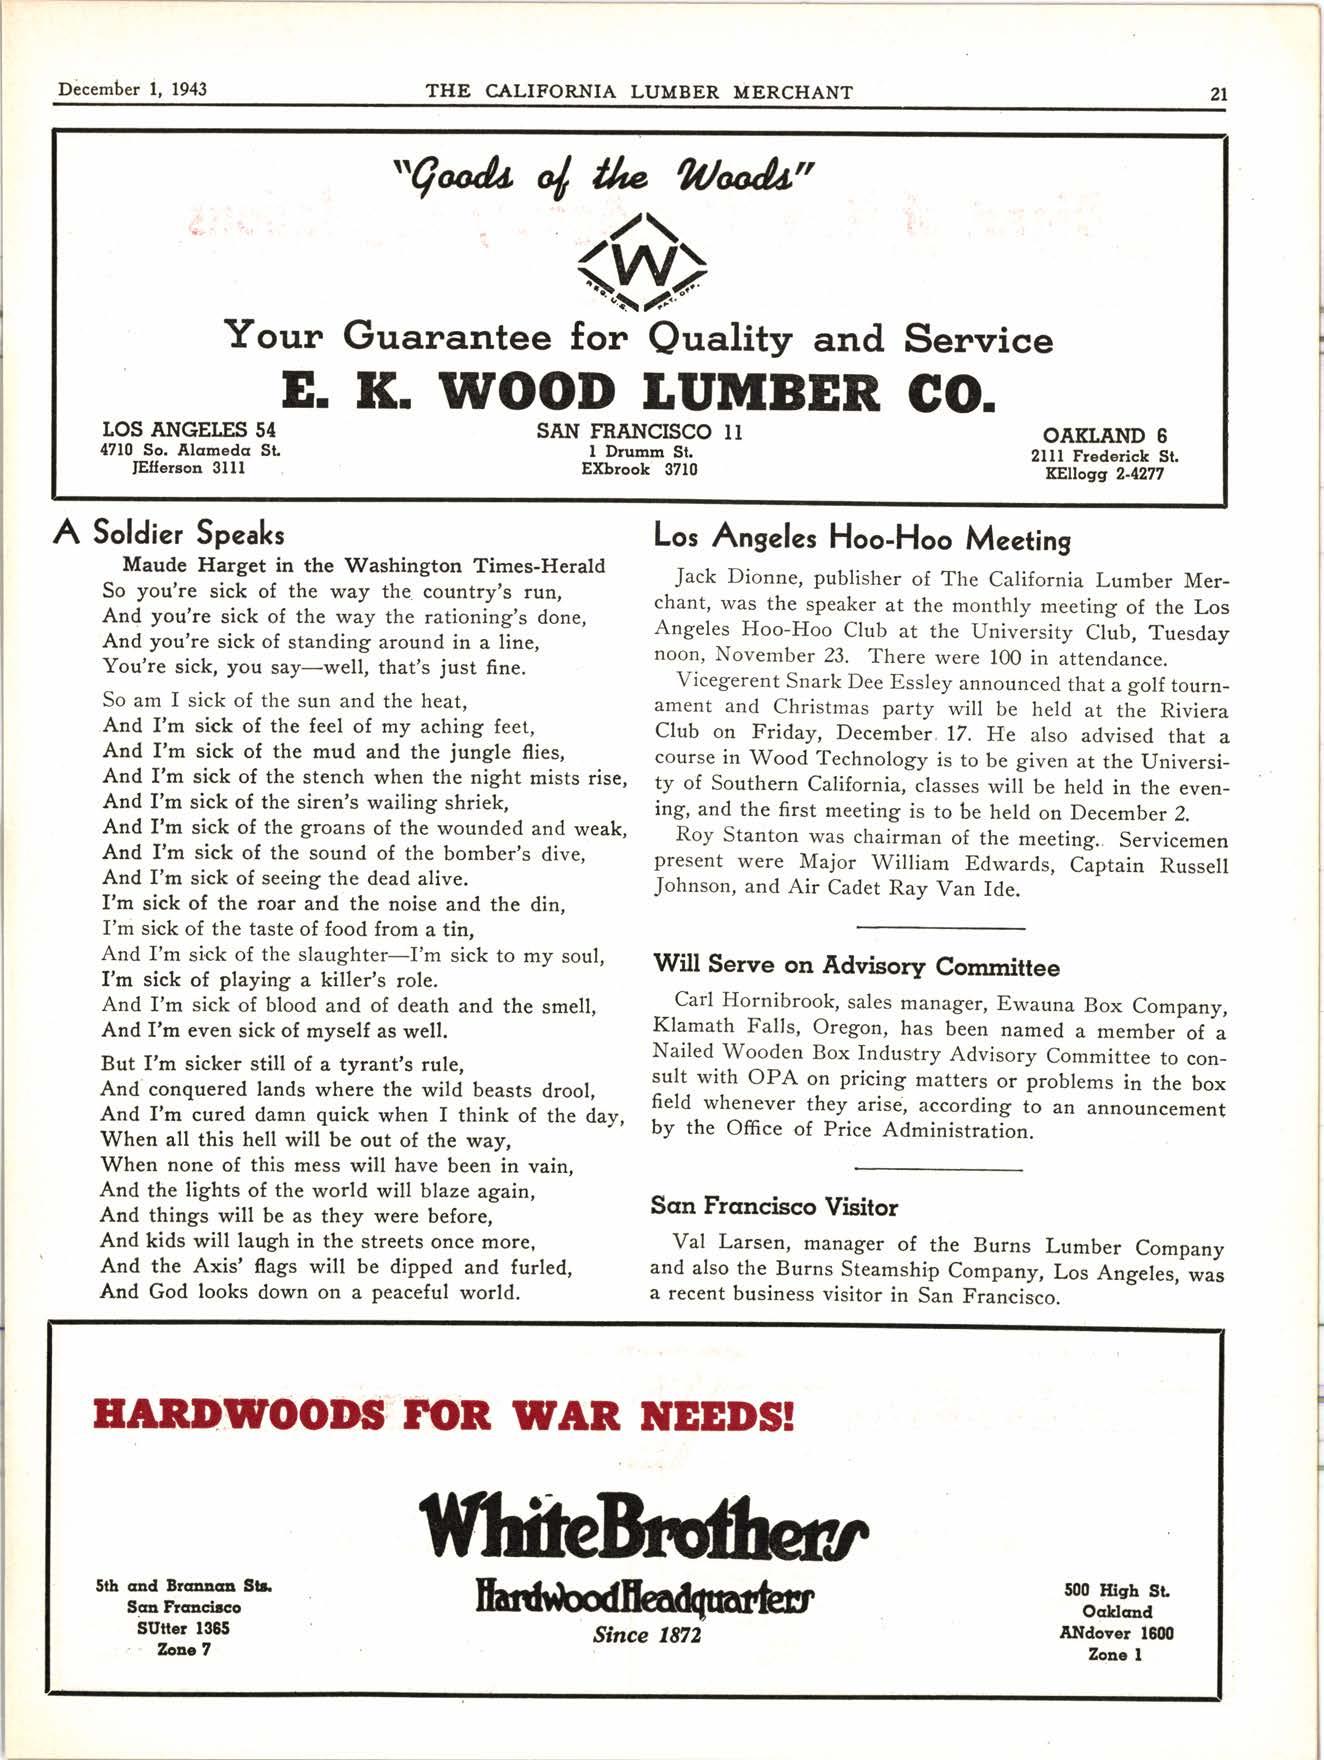 December 1, 1943
THE CALIFORNIA LUMBER MERCHANT
21
"Goods of the Woods"
W
REG. U.S. PAT. OFF.
Your Guarantee for Quality and Service
E. K. WOOD LUMBER CO.
LOS ANGELES 54
4710 So. Alameda St.
JEfferson 3111
SAN FRANCISCO 11
1 Drumm St.
EXbrook 3710
OAKLAND 6
2111 Frederick St.
KEllogg 2-4277
A Soldier Speaks
Maude Harget in the Washington Times-Herald
So you're sick of the way the country's run,
And you're sick of the way the rationing's done,
And you're sick of standing around in a line,
You're sick, you say—well, that's just fine.
So am I sick of the sun and the heat,
And I'm sick of the feel of my aching feet,
And I'm sick of the mud and the jungle flies,
And I'm sick of the stench when the night mists rise,
And I'm sick of the siren's wailing shriek,
And I'm sick of the groans of the wounded and weak,
And I'm sick of the sound of the bomber's dive,
And I'm sick of seeing the dead alive.
I'm sick of the roar and the noise and the din,
I'm sick of the taste of food from a tin,
And I'm sick of the slaughter—I'm sick to my soul,
I'm sick of playing a killer's role.
And I'm sick of blood and of death and the smell,
And I'm even sick of myself as well.
But I'm sicker still of a tyrant's rule,
And conquered lands where the wild beasts drool,
And I'm cured damn quick when I think of the day,
When all this hell will be out of the way,
When none of this mess will have been in vain,
And the lights of the world will blaze again,
And things will be as they were before,
And kids will laugh in the streets once more,
And the Axis' flags will be dipped and furled,
And God looks down on a peaceful world.
Los Angeles Hoo-Hoo Meeting
Jack Dionne, publisher of The California Lumber Mer-
chant, was the speaker at the monthly meeting of the Los
Angeles Hoo-Hoo Club at the University Club, Tuesday
noon, November 23. There were 100 in attendance.
Vicegerent Snark Dee Essley announced that a golf tourn-
ament and Christmas party will be held at the Riviera
Club on Friday, December 17. He also advised that a
course in Wood Technology is to be given at the Universi-
ty of Southern California, classes will be held in the even-
ing, and the first meeting is to be held on December 2.
Roy Stanton was chairman of the meeting. Servicemen
present were Major William Edwards, Captain Russell
Johnson, and Air Cadet Ray Van Ide.
Will Serve on Advisory Committee
Carl Hornibrook, sales manager, Ewauna Box Company,
Klamath Falls, Oregon, has been named a member of a
Nailed Wooden Box Industry Advisory Committee to con-
sult with OPA on pricing matters or problems in the box
field whenever they arise, according to an announcement
by the Office of Price Administration.
San Francisco Visitor
Val Larsen, manager of the Burns Lumber Company
and also the Burns Steamship Company, Los Angeles, was
a recent business visitor in San Francisco.
HARDWOODS FOR WAR NEEDS!
WhiteBrothers
HardwoodHeadquarters
Since 1872
5th and Brannan Sts.
San Francisco
SUtter 1365
Zone 7
500 High St.
Oakland
ANdover 1600
Zone 1